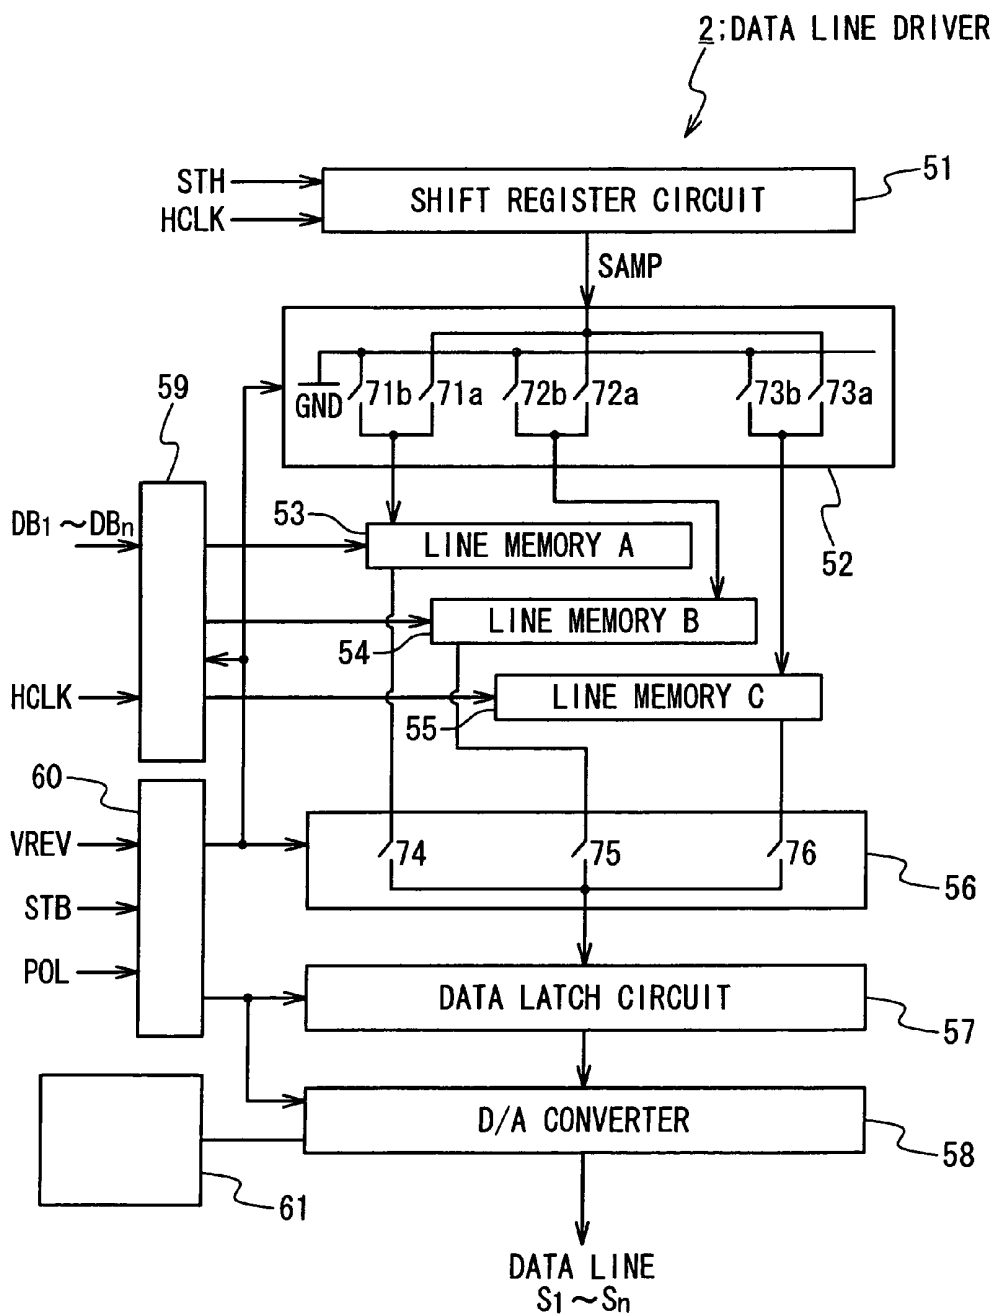 2;DATA LINE DRIVER
51
STH
SHIFT REGISTER CIRCUIT
HCLK
SAMP
59
GND
71b
71a
72b
72a
73b
73a
52
DB1 ~DBn
53
LINE MEMORY A
54
LINE MEMORY B
HCLK
55
LINE MEMORY C
60
VREV
74
75
76
56
STB
POL
DATA LATCH CIRCUIT
57
D/A CONVERTER
58
61
DATA LINE
S1~Sn